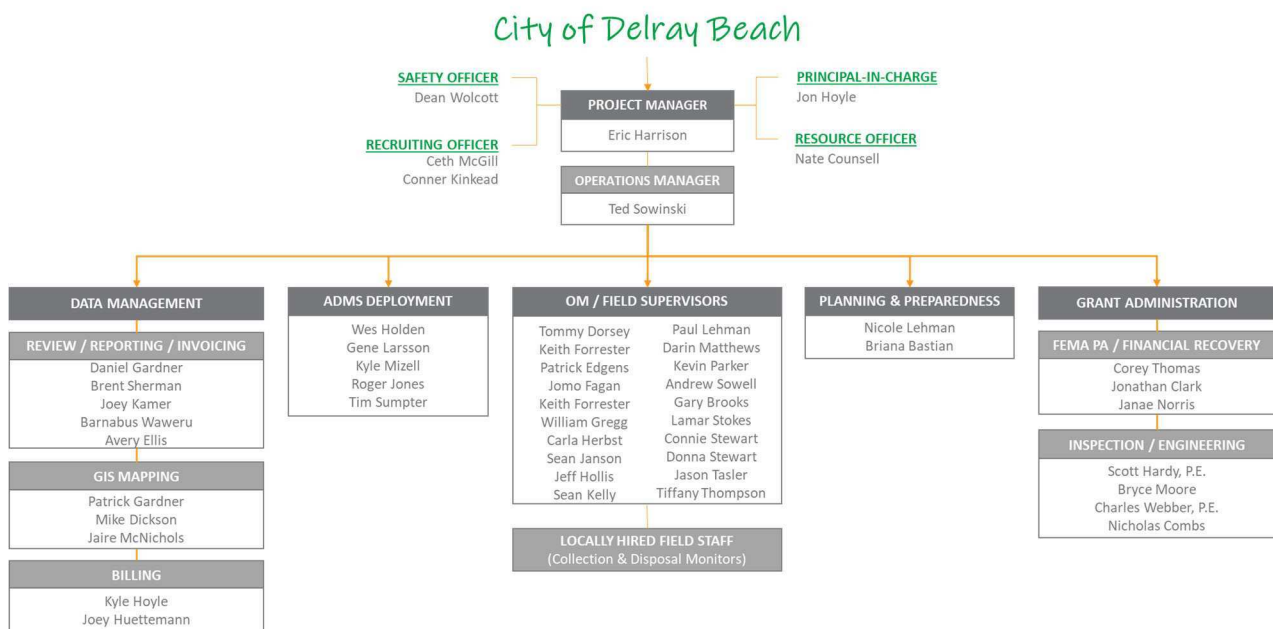 City of Delray Beach
SAFETY OFFICER
Dean Wolcott
RECRUITING OFFICER
Ceth McGill
Conner Kinkead
PROJECT MANAGER
Eric Harrison
PRINCIPAL-IN-CHARGE
Jon Hoyle
RESOURCE OFFICER
Nate Counsell
OPERATIONS MANAGER
Ted Sowinski
DATA MANAGEMENT
REVIEW / REPORTING / INVOICING
Daniel Gardner
Brent Sherman
Joey Kamer
Barnabus Waweru
Avery Ellis
GIS MAPPING
Patrick Gardner
Mike Dickson
Jaire McNichols
BILLING
Kyle Hoyle
Joey Huettemann
ADMS DEPLOYMENT
Wes Holden
Gene Larsson
Kyle Mizell
Roger Jones
Tim Sumpter
OM / FIELD SUPERVISORS
Tommy Dorsey
Keith Forrester
Patrick Edgens
Jomo Fagan
Keith Forrester
William Gregg
Carla Herbst
Sean Janson
Jeff Hollis
Sean Kelly
Paul Lehman
Darin Matthews
Kevin Parker
Andrew Sowell
Gary Brooks
Lamar Stokes
Connie Stewart
Donna Stewart
Jason Tasler
Tiffany Thompson
LOCALLY HIRED FIELD STAFF
(Collection & Disposal Monitors)
PLANNING & PREPAREDNESS
Nicole Lehman
Briana Bastian
GRANT ADMINISTRATION
FEMA PA / FINANCIAL RECOVERY
Corey Thomas
Jonathan Clark
Janae Norris
INSPECTION / ENGINEERING
Scott Hardy, P.E.
Bryce Moore
Charles Webber, P.E.
Nicholas Combs